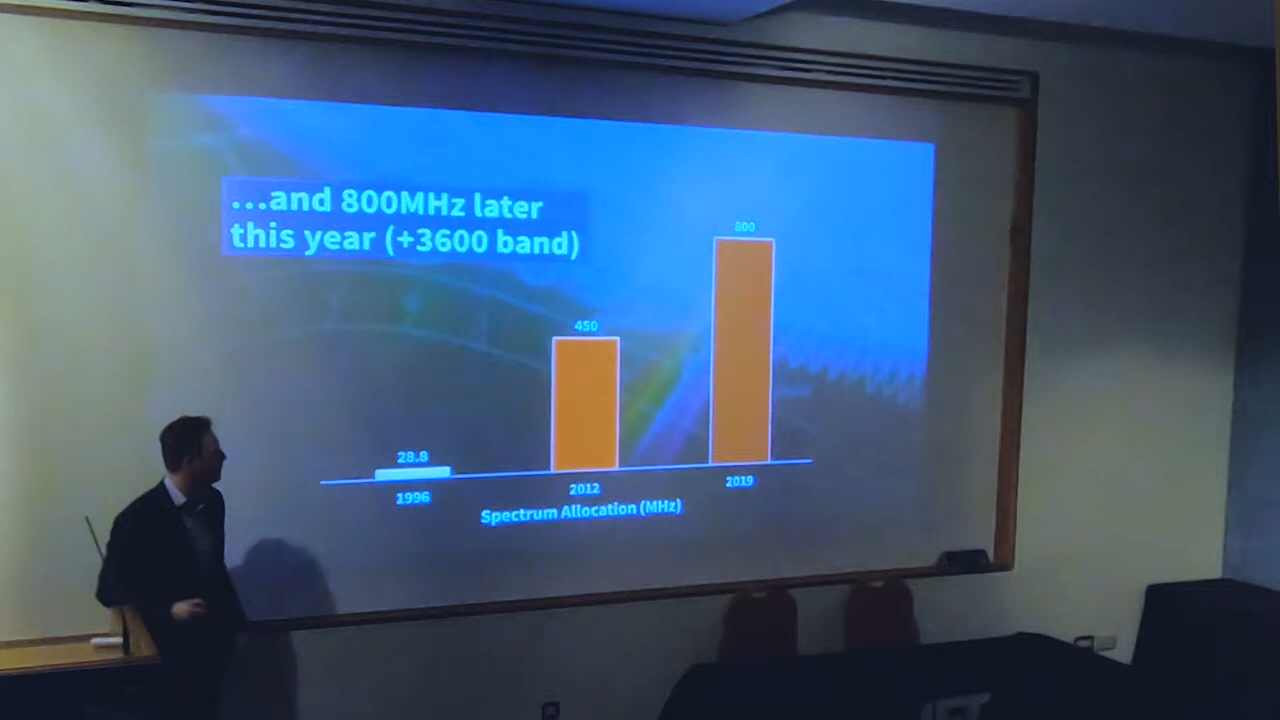 ...and 800MHz later
this year (+3600 band)
800
450
28.8
1996
2012
2019
Spectrum Allocation (MHz)